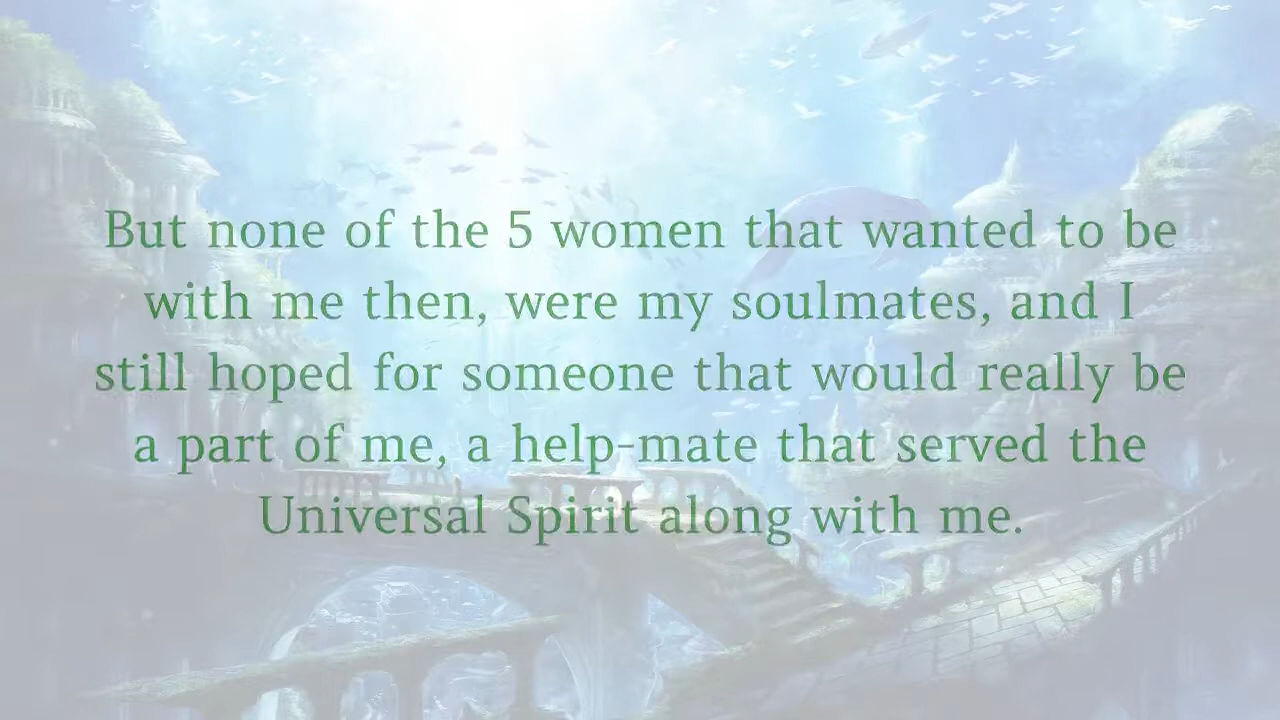 But none of the 5 women that wanted to be
with me then, were my soulmates, and I
still hoped for someone that would really be
a part of me, a help-mate that served the
Universal Spirit along with me.